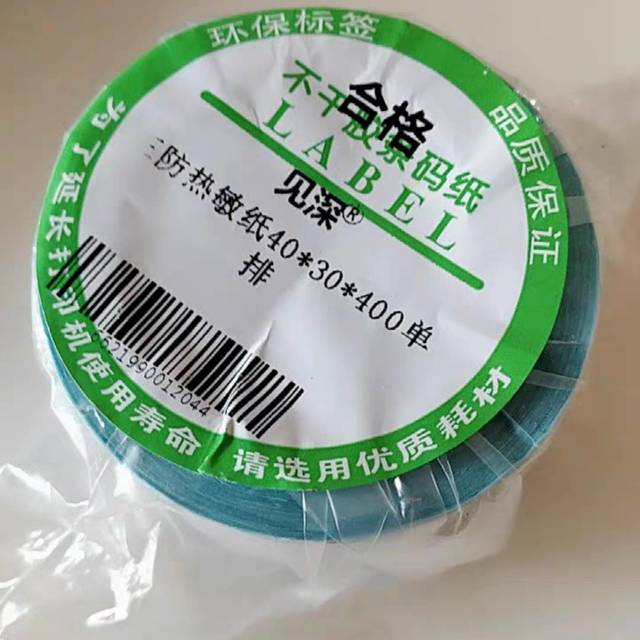 环保标签
品质保证
为了延长打印机使用寿命
请选用优质耗材
不干胶条码纸
LABEL
合格
见深®
三防热敏纸40*30*400单
排
6621990012044